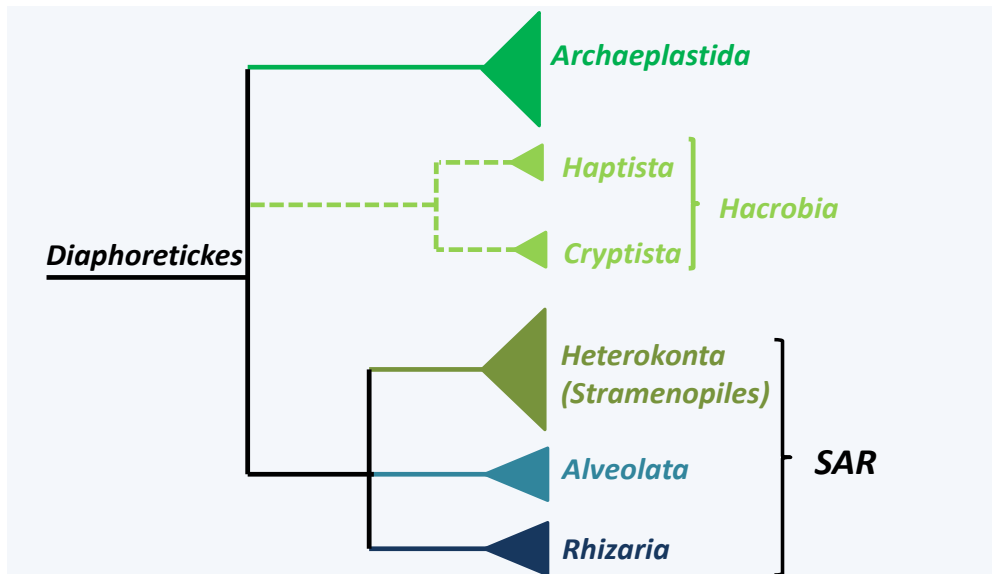 Archaeplastida
Haptista
Hacrobia
Cryptista
Diaphoretickes
Heterokonta
(Stramenopiles)
SAR
Alveolata
Rhizaria